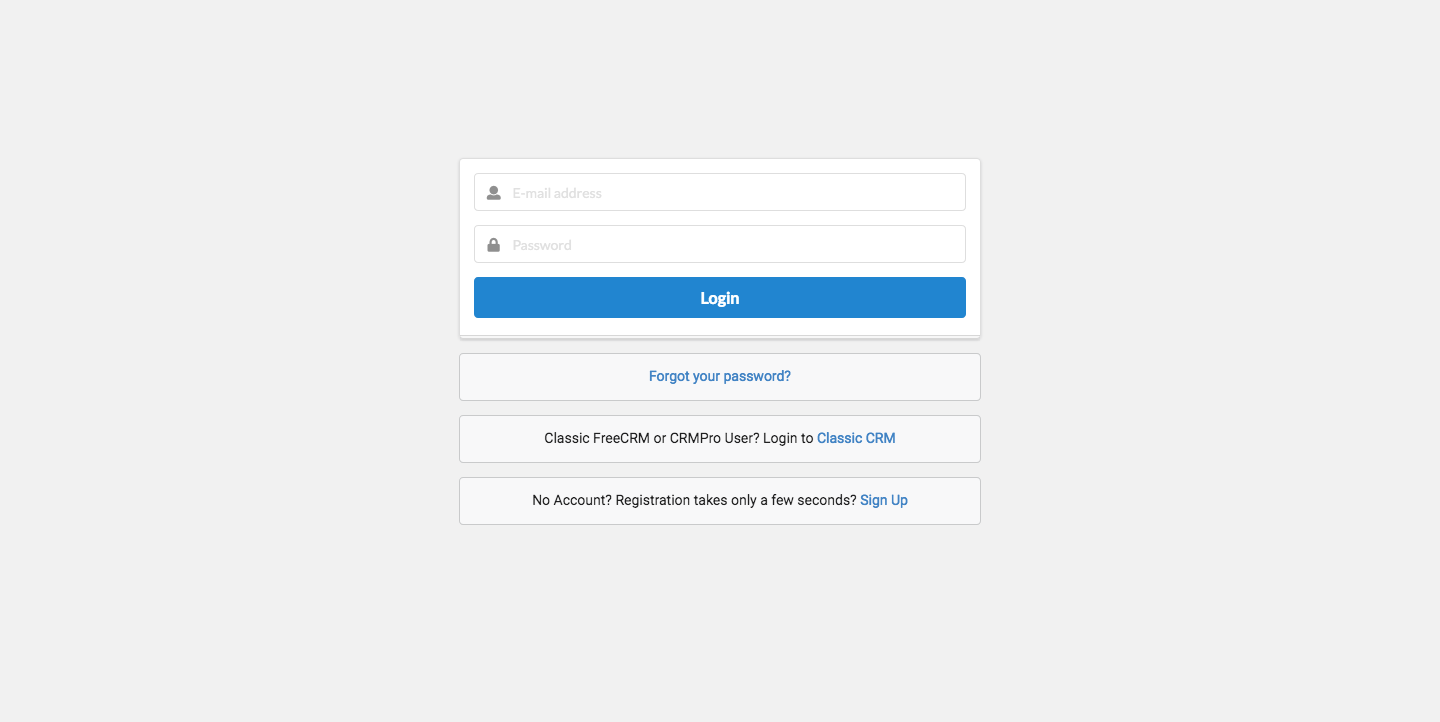 E-mail address
Password
Login
Forgot your password?
Classic FreeCRM or CRMPro User? Login to Classic CRM
No Account? Registration takes only a few seconds? Sign Up